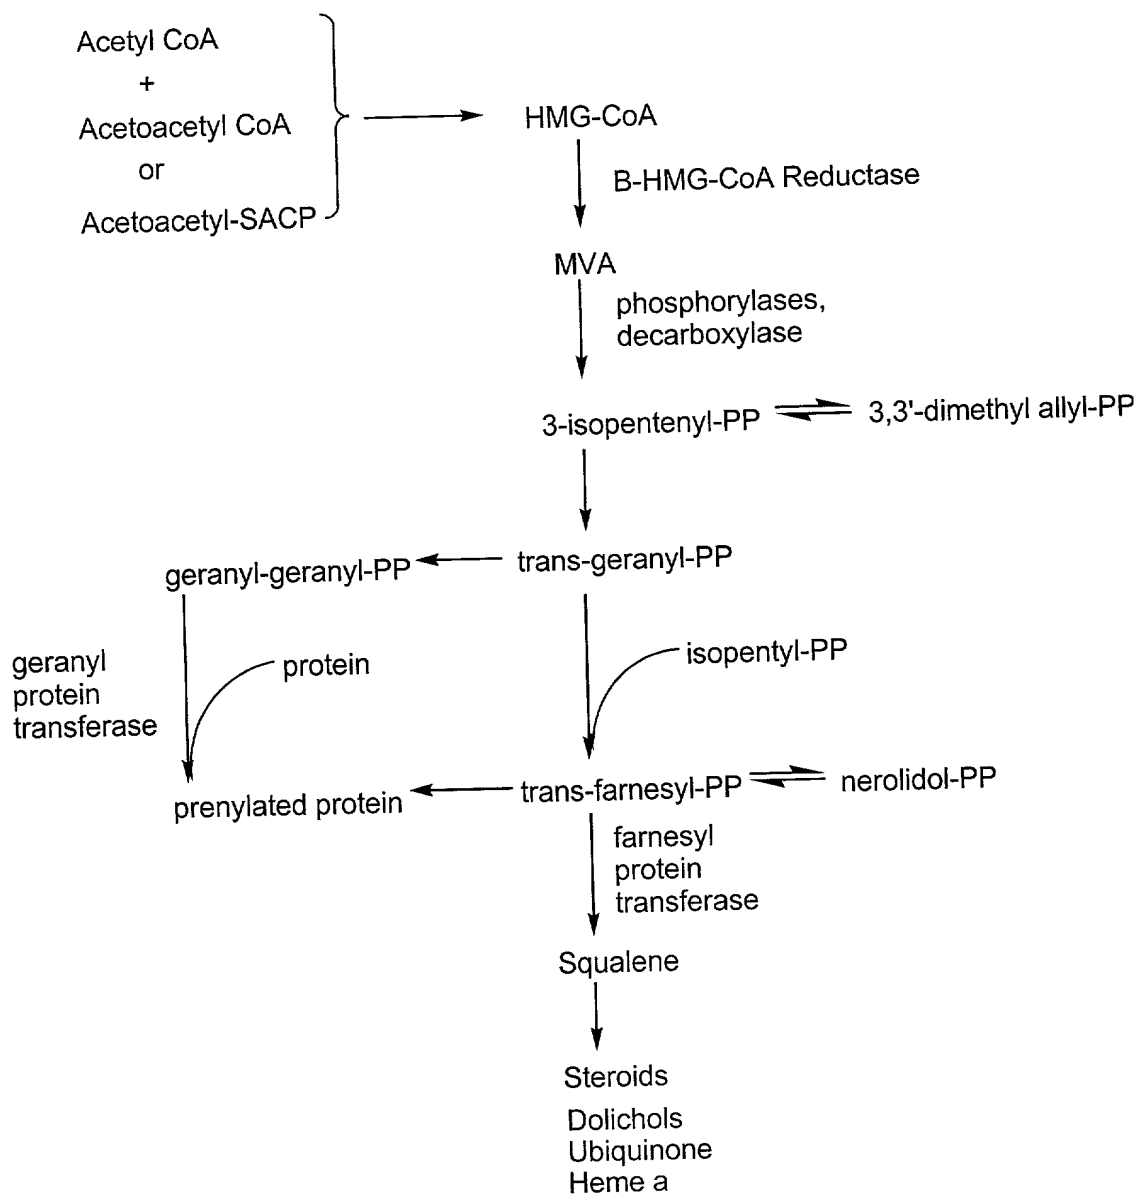 Acetyl CoA
+
Acetoacetyl CoA
or
Acetoacetyl-SACP
HMG-CoA
B-HMG-CoA Reductase
MVA
phosphorylases,
decarboxylase
3-isopentenyl-PP
3,3'-dimethyl allyl-PP
geranyl-geranyl-PP
trans-geranyl-PP
geranyl
protein
transferase
protein
isopentyl-PP
prenylated protein
trans-farnesyl-PP
nerolidol-PP
farnesyl
protein
transferase
Squalene
Steroids
Dolichols
Ubiquinone
Heme a